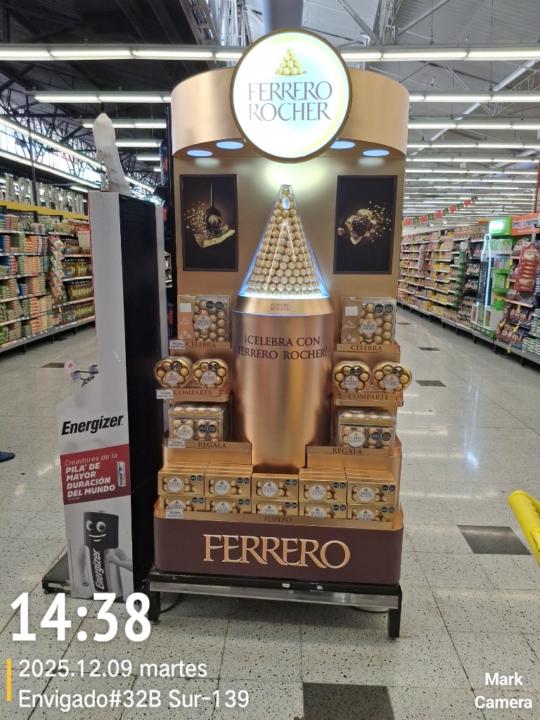 FERRERO
ROCHER
¡CELEBRA CON
FERRERO ROCHER!
CELEBRA
CELEBRA
COMPARTE
COMPARTE
REGALA
REGALA
FERRERO
FERRERO
Energizer
Creadores de la
PILA DE
MAYOR
DURACIÓN
DEL MUNDO
Energizer
14:38
2025.12.09 martes
Envigado#32B Sur-139
Mark
Camera